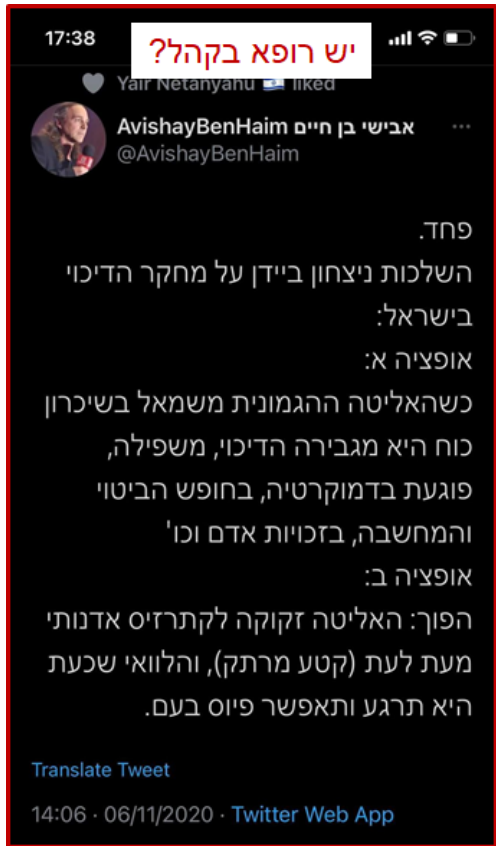 17:38
יש רופא בקהל?
Yair Netanyahu 🇮🇱 liked
אבישי בן חיים AvishayBenHaim
@AvishayBenHaim
פחד.
השלכות ניצחון ביידן על מחקר הדיכוי
בישראל:
אופציה א:
כשהאליטה ההגמונית משמאל בשיכרון
כוח היא מגבירה הדיכוי, משפילה,
פוגעת בדמוקרטיה, בחופש הביטוי
והמחשבה, בזכויות אדם וכו'
אופציה ב:
הפוך: האליטה זקוקה לקתרזיס אדנותי
מעת לעת (קטע מרתק), והלוואי שכעת
היא תרגע ותאפשר פיוס בעם.
Translate Tweet
14:06 · 06/11/2020 · Twitter Web App